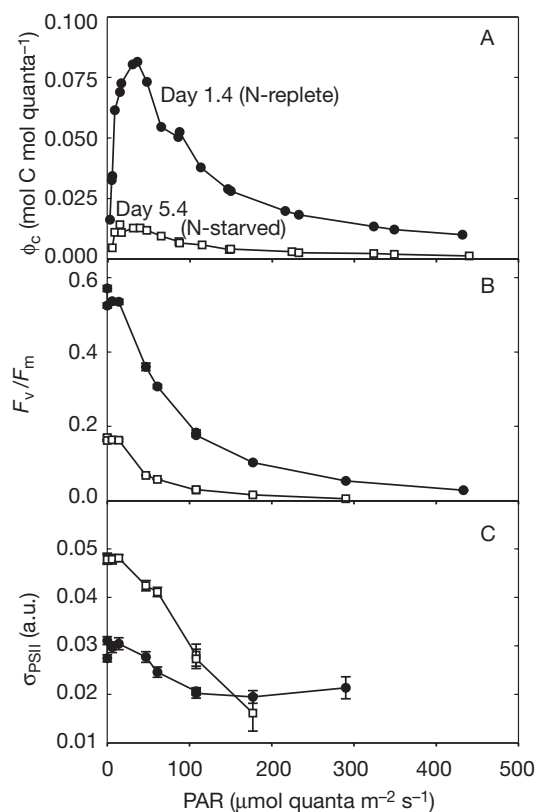 A
0.100
0.075
0.050
0.025
0.000
ϕc (mol C mol quanta–1)
Day 1.4 (N-replete)
Day 5.4
(N-starved)
B
0.6
0.4
0.2
0.0
Fv/Fm
C
0.05
0.04
0.03
0.02
0.01
σPSII (a.u.)
0 100 200 300 400 500
PAR (μmol quanta m–2 s–1)